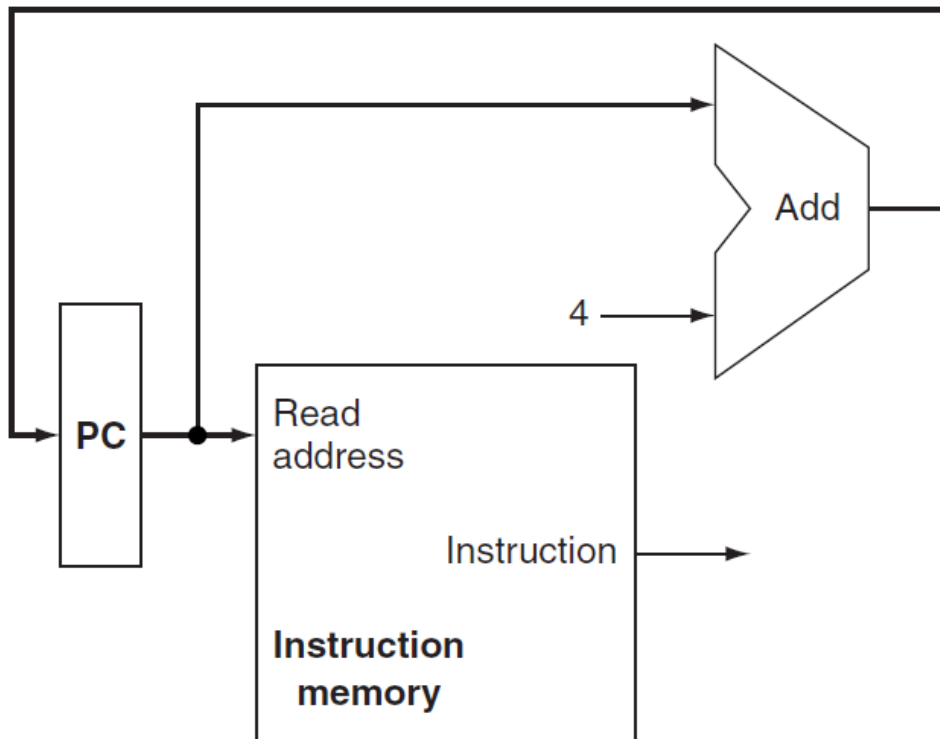 Add
4
PC
Read
address
Instruction
Instruction
memory